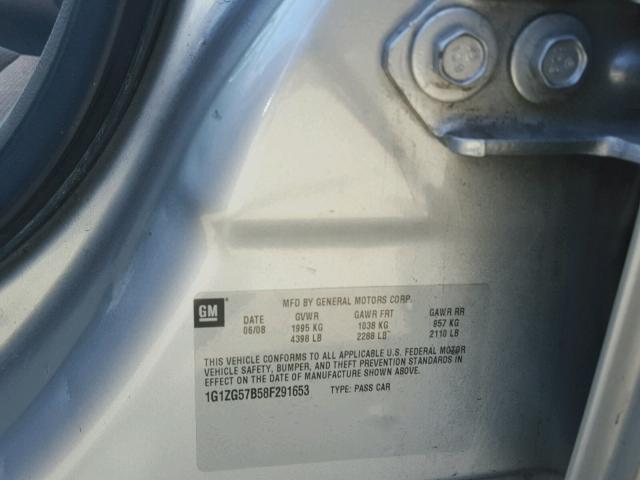 GM
MFD BY GENERAL MOTORS CORP.
DATE GVWR GAWR FRT GAWR RR
06/08 1995 KG 1038 KG 957 KG
4398 LB 2288 LB 2110 LB
THIS VEHICLE CONFORMS TO ALL APPLICABLE U.S. FEDERAL MOTOR
VEHICLE SAFETY, BUMPER, AND THEFT PREVENTION STANDARDS IN
EFFECT ON THE DATE OF MANUFACTURE SHOWN ABOVE.
1G1ZG57B58F291653 TYPE: PASS CAR